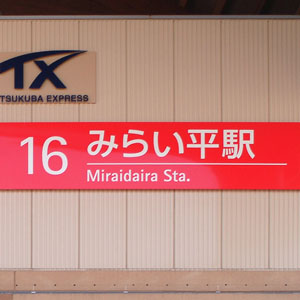 TX
TSUKUBA EXPRESS
16 みらい平駅
Miraidaira Sta.